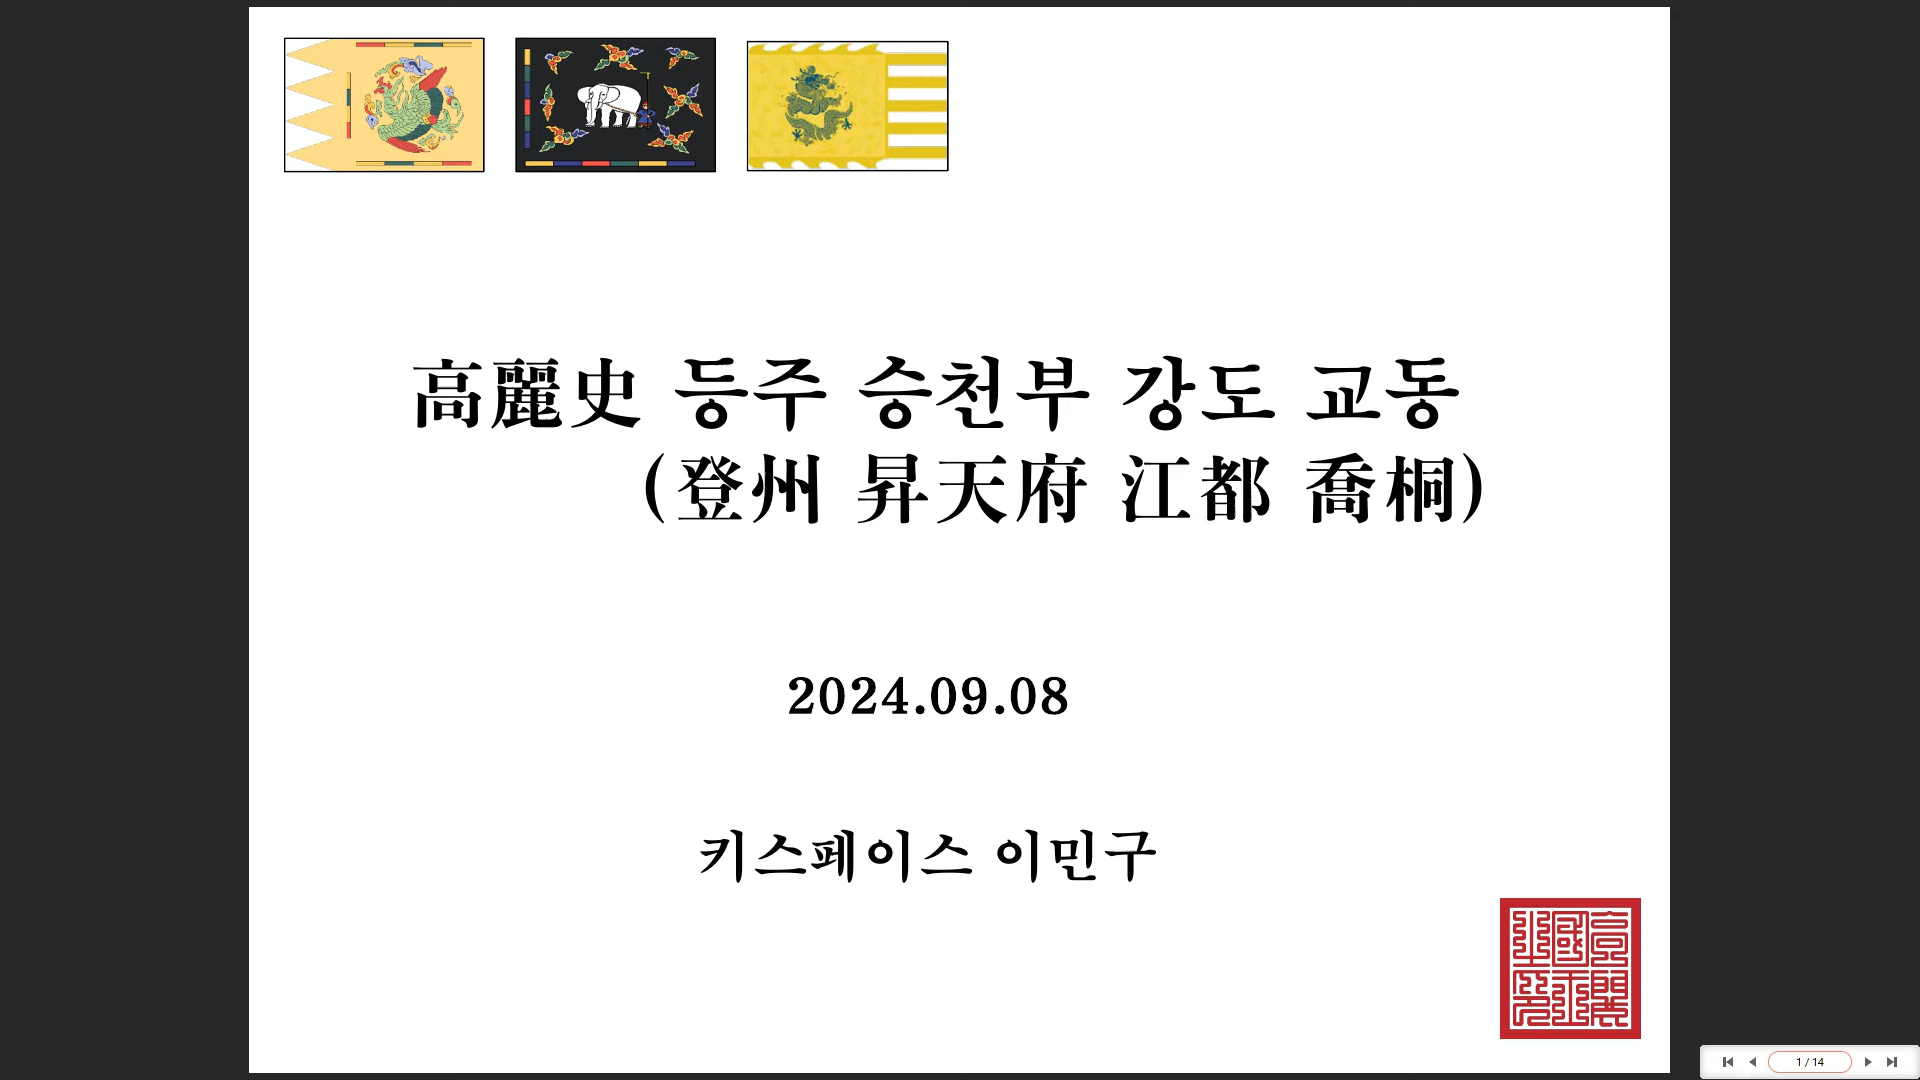 高麗史 등주 승천부 강도 교동
(登州 昇天府 江都 喬桐)
2024.09.08
키스페이스 이민구
1 / 14